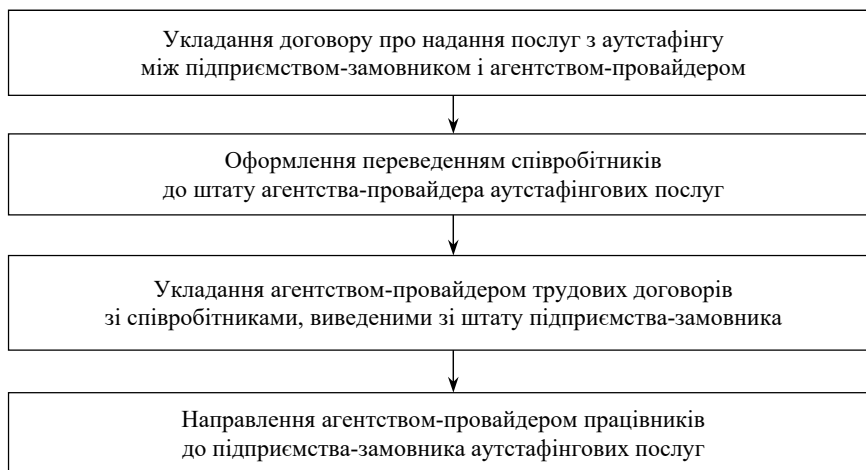 Укладання договору про надання послуг з аутстафінгу
між підприємством-замовником і агентством-провайдером
Оформлення переведенням співробітників
до штату агентства-провайдера аутстафінгових послуг
Укладання агентством-провайдером трудових договорів
зі співробітниками, виведеними зі штату підприємства-замовника
Направлення агентством-провайдером працівників
до підприємства-замовника аутстафінгових послуг